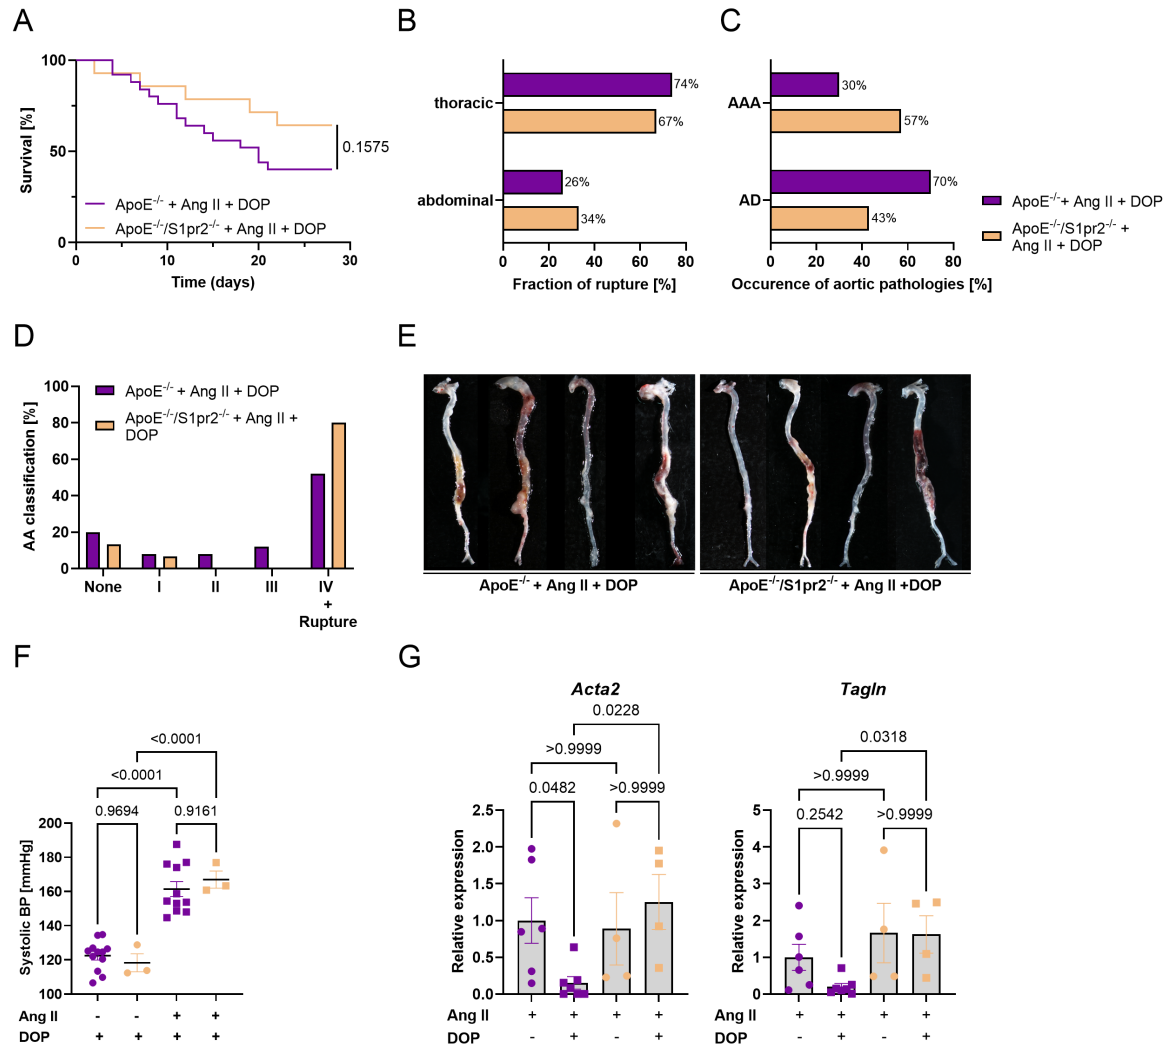 A
B
C
100
50
0
Survival [%]
0.1575
ApoE-/- + Ang II + DOP
ApoE-/-/S1pr2-/- + Ang II + DOP
0 10 20 30
Time (days)
thoracic
74%
67%
abdominal
26%
34%
0 20 40 60 80
Fraction of rupture [%]
AAA
30%
57%
AD
70%
43%
0 20 40 60 80
Occurence of aortic pathologies [%]
ApoE-/-+ Ang II + DOP
ApoE-/-/S1pr2-/- +
Ang II + DOP
D
E
100
80
60
40
20
0
AA classification [%]
ApoE-/- + Ang II + DOP
ApoE-/-/S1pr2-/- + Ang II +
DOP
None I II III IV
+
Rupture
ApoE-/- + Ang II + DOP
ApoE-/-/S1pr2-/- + Ang II +DOP
F
G
<0.0001
<0.0001
0.9694
0.9161
200
180
160
140
120
100
Systolic BP [mmHg]
Ang II - - + +
DOP + + + +
Acta2
0.0228
>0.9999
0.0482
>0.9999
2.5
2.0
1.5
1.0
0.5
0.0
Relative expression
Ang II + + + +
DOP - + - +
Tagln
0.0318
>0.9999
0.2542
>0.9999
5
4
3
2
1
0
Relative expression
+ + + +
- + - +